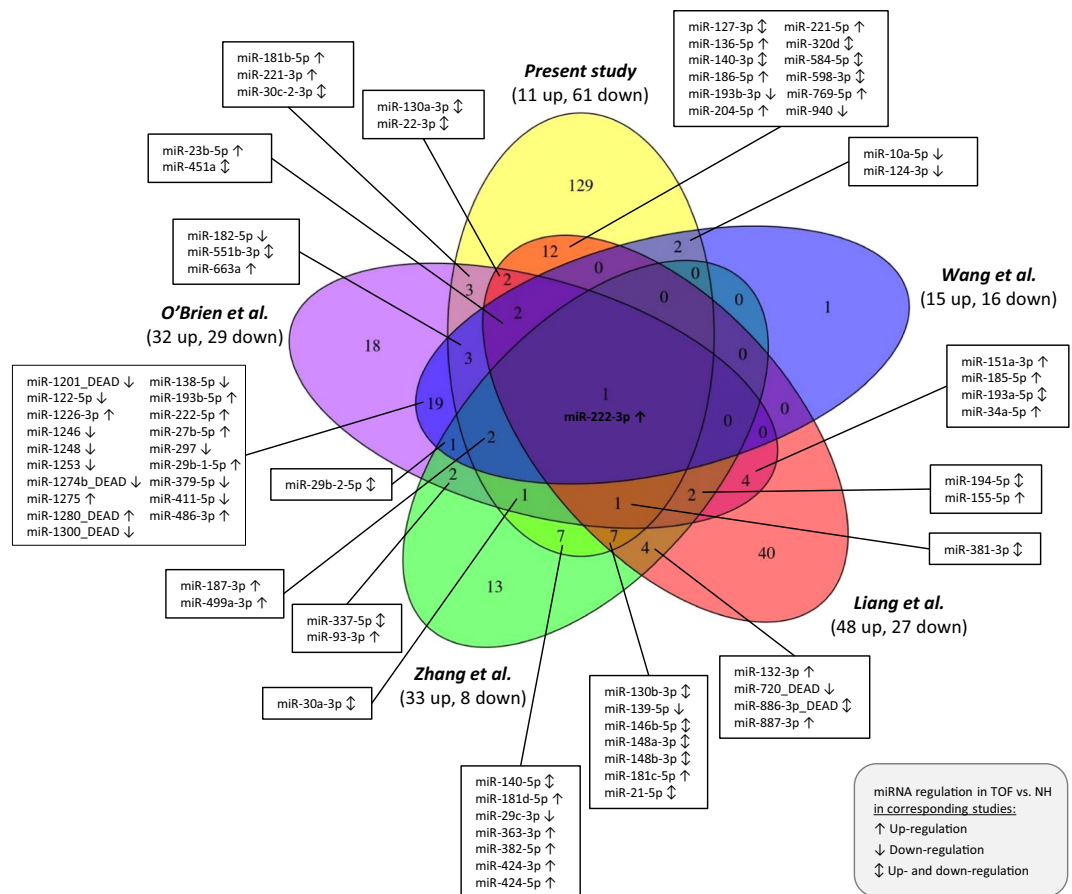 miR-127-3p ↕ miR-221-5p ↑
miR-136-5p ↑ miR-320d ↕
miR-140-3p ↕ miR-584-5p ↕
miR-186-5p ↑ miR-598-3p ↕
miR-193b-3p ↓ miR-769-5p ↑
miR-204-5p ↑ miR-940 ↓
miR-181b-5p ↑
miR-221-3p ↑
miR-30c-2-3p ↕
Present study
(11 up, 61 down)
miR-130a-3p ↕
miR-22-3p ↕
miR-23b-5p ↑
miR-451a ↕
miR-10a-5p ↓
miR-124-3p ↓
129
miR-182-5p ↓
miR-551b-3p ↕
miR-663a ↑
12
2
0
0
Wang et al.
(15 up, 16 down)
3
2
0
0
1
O'Brien et al.
(32 up, 29 down)
2
18
3
0
miR-151a-3p ↑
miR-185-5p ↑
miR-193a-5p ↕
miR-34a-5p ↑
miR-1201_DEAD ↓ miR-138-5p ↓
miR-122-5p ↓ miR-193b-5p ↑
miR-1226-3p ↑ miR-222-5p ↑
miR-1246 ↓ miR-27b-5p ↑
miR-1248 ↓ miR-297 ↓
miR-1253 ↓ miR-29b-1-5p ↑
miR-1274b_DEAD ↓ miR-379-5p ↓
miR-1275 ↑ miR-411-5p ↓
miR-1280_DEAD ↑ miR-486-3p ↑
miR-1300_DEAD ↓
19
1
miR-222-3p ↑
0
0
0
1
2
2
4
miR-29b-2-5p ↕
1
1
2
miR-194-5p ↕
miR-155-5p ↑
7
7
4
40
miR-381-3p ↕
13
miR-187-3p ↑
miR-499a-3p ↑
miR-337-5p ↕
miR-93-3p ↑
Liang et al.
(48 up, 27 down)
Zhang et al.
(33 up, 8 down)
miR-30a-3p ↕
miR-132-3p ↑
miR-720_DEAD ↓
miR-886-3p_DEAD ↕
miR-887-3p ↑
miR-130b-3p ↕
miR-139-5p ↓
miR-146b-5p ↕
miR-148a-3p ↕
miR-148b-3p ↕
miR-181c-5p ↑
miR-21-5p ↕
miR-140-5p ↕
miR-181d-5p ↑
miR-29c-3p ↓
miR-363-3p ↑
miR-382-5p ↑
miR-424-3p ↑
miR-424-5p ↑
miRNA regulation in TOF vs. NH
in corresponding studies:
↑ Up-regulation
↓ Down-regulation
↕ Up- and down-regulation